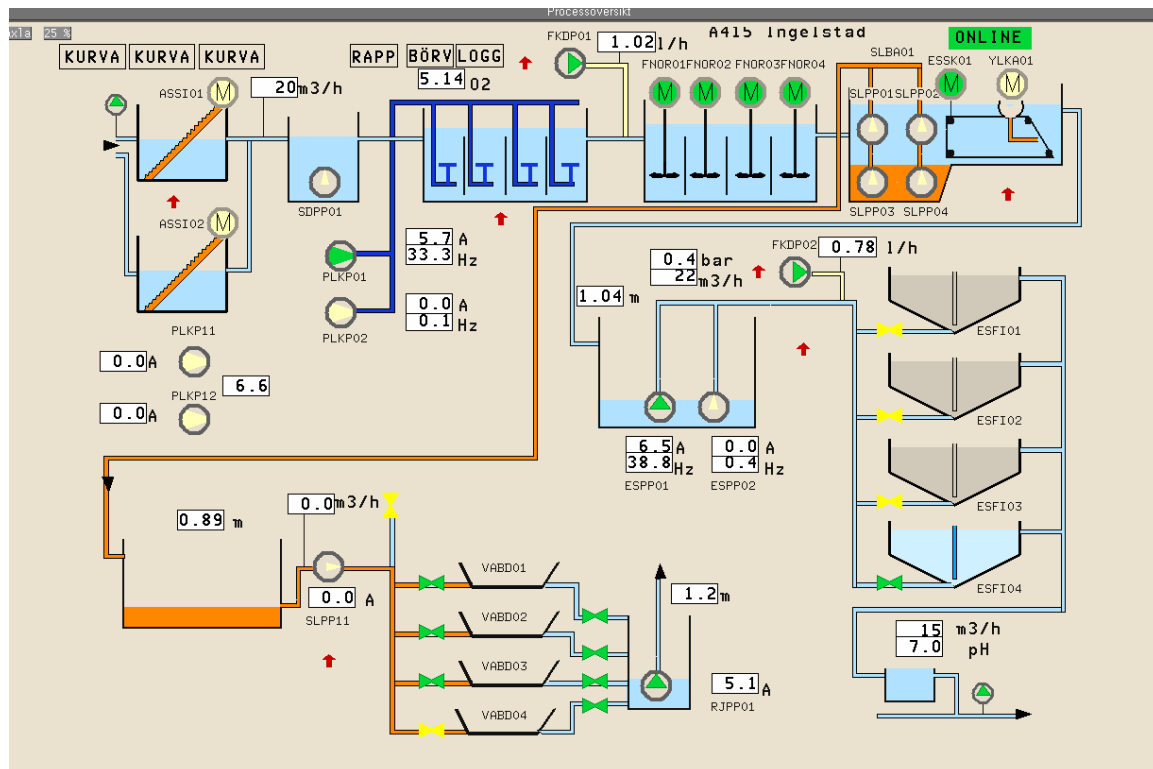 Processöversikt
25 %
KURVA KURVA KURVA
RAPP BÖRV LOGG
FKDP01 1.02 l/h
A415 Ingelstad
ONLINE
5.14 O2
SLBA01
FNOR01 FNOR02 FNOR03 FNOR04
ESSK01 YLKA01
ASSI01 M
20 m3/h
M M M M
M M
SLPP01 SLPP02
SDPP01
SLPP03 SLPP04
ASSI02 M
5.7 A
33.3 Hz
PLKP01
0.0 A
0.1 Hz
PLKP02
FKDP02 0.78 l/h
0.4 bar
22 m3/h
1.04 m
ESFI01
PLKP11
0.0 A
6.6
PLKP12
0.0 A
ESFI02
6.5 A
38.8 Hz
ESPP01
0.0 A
0.4 Hz
ESPP02
ESFI03
0.89 m
0.0 m3/h
ESFI04
VABD01
0.0 A
SLPP11
1.2 m
VABD02
15 m3/h
7.0 pH
VABD03
5.1 A
RJPP01
VABD04